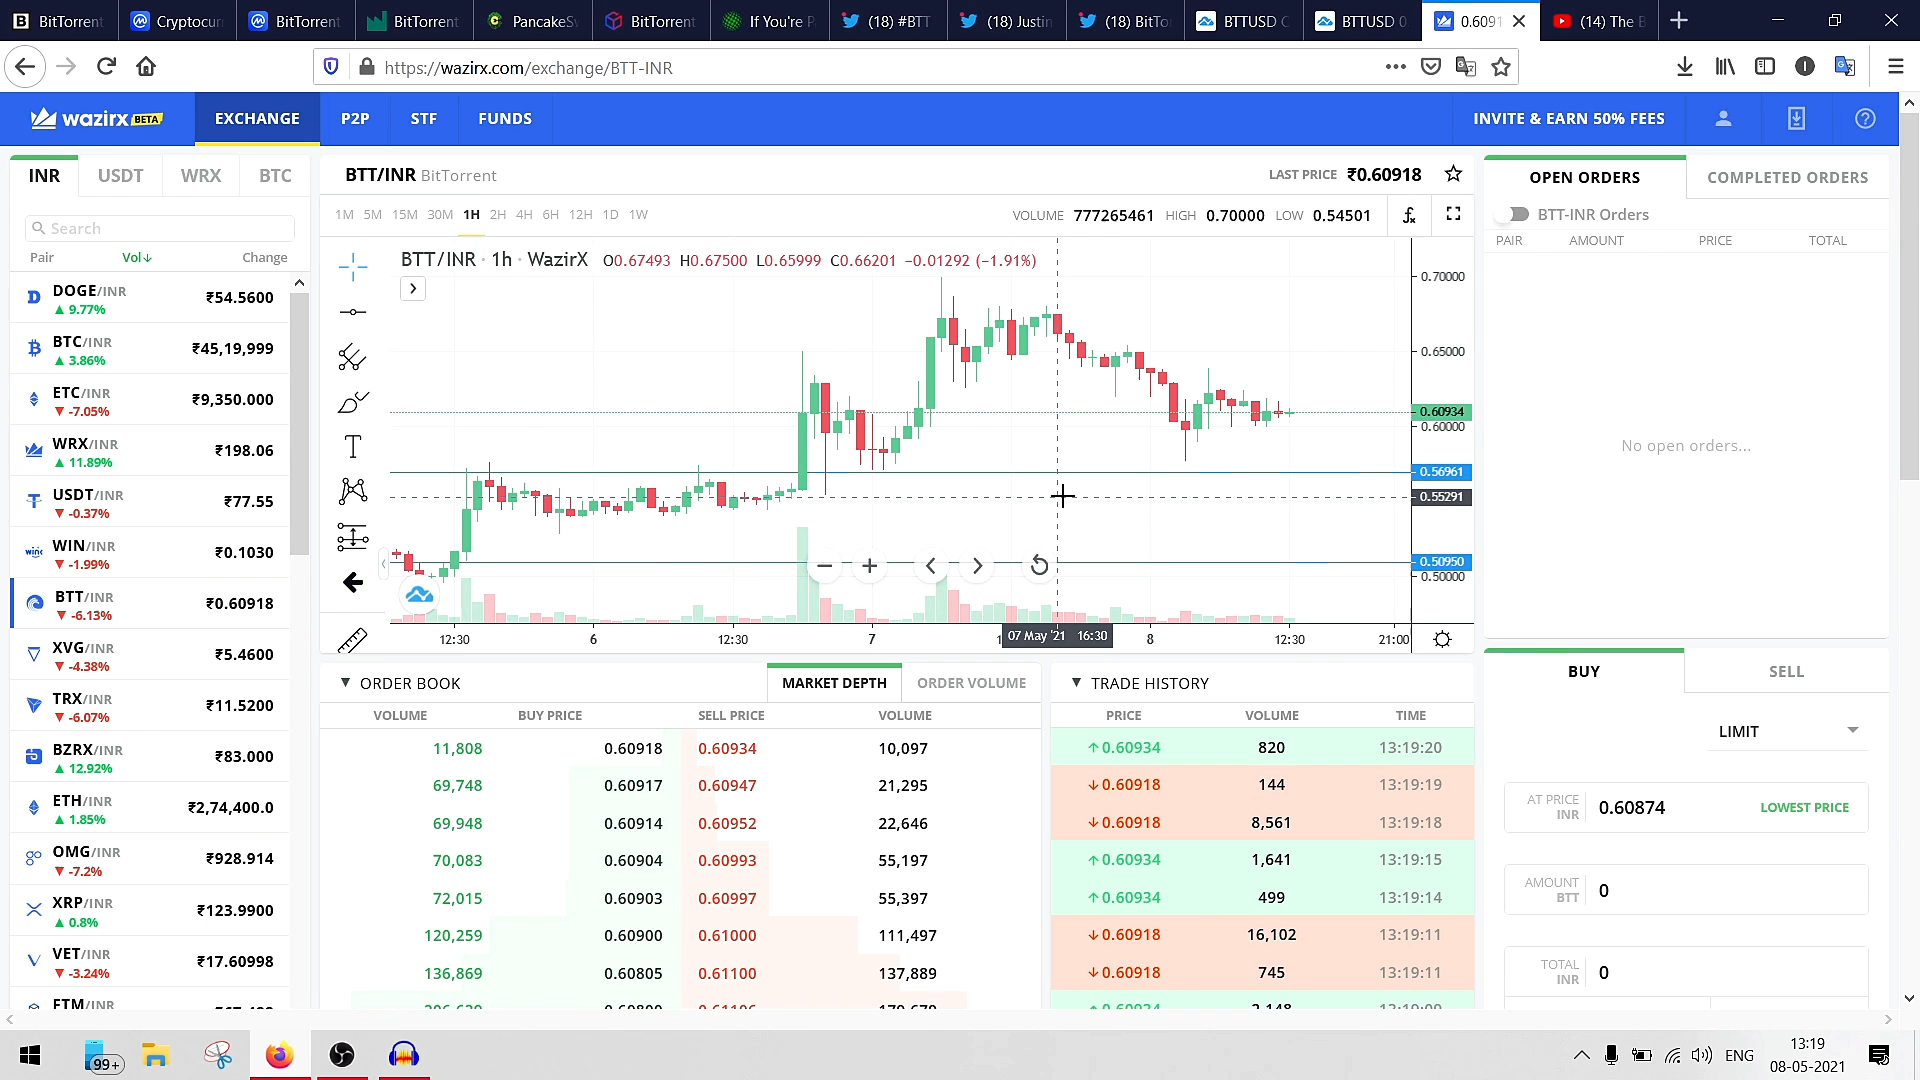 BitTorrent
Cryptocur
BitTorrent
BitTorrent
PancakeSw
BitTorrent
If You're P
(18) #BTT
(18) Justin
(18) BitTo
BTTUSD C
BTTUSD 0
0.6091
(14) The B
https://wazirx.com/exchange/BTT-INR
wazirx BETA
EXCHANGE
P2P
STF
FUNDS
INVITE & EARN 50% FEES
INR
USDT
WRX
BTC
Search
Pair Vol↓ Change
DOGE/INR ₹54.5600
▲ 9.77%
BTC/INR ₹45,19,999
▲ 3.86%
ETC/INR ₹9,350.000
▼ -7.05%
WRX/INR ₹198.06
▲ 11.89%
USDT/INR ₹77.55
▼ -0.37%
WIN/INR ₹0.1030
▼ -1.99%
BTT/INR ₹0.60918
▼ -6.13%
XVG/INR ₹5.4600
▼ -4.38%
TRX/INR ₹11.5200
▼ -6.07%
BZRX/INR ₹83.000
▲ 12.92%
ETH/INR ₹2,74,400.0
▲ 1.85%
OMG/INR ₹928.914
▼ -7.2%
XRP/INR ₹123.9900
▲ 0.8%
VET/INR ₹17.60998
▼ -3.24%
FTM/INR
BTT/INR BitTorrent
LAST PRICE ₹0.60918
1M 5M 15M 30M 1H 2H 4H 6H 12H 1D 1W
VOLUME 777265461 HIGH 0.70000 LOW 0.54501
BTT/INR · 1h · WazirX O0.67493 H0.67500 L0.65999 C0.66201 −0.01292 (−1.91%)
0.70000
0.65000
0.60934
0.60000
0.56961
0.55291
0.50950
0.50000
12:30 6 12:30 7 07 May '21 16:30 8 12:30 21:00
▼ ORDER BOOK
MARKET DEPTH
ORDER VOLUME
VOLUME BUY PRICE SELL PRICE VOLUME
11,808 0.60918 0.60934 10,097
69,748 0.60917 0.60947 21,295
69,948 0.60914 0.60952 22,646
70,083 0.60904 0.60993 55,197
72,015 0.60903 0.60997 55,397
120,259 0.60900 0.61000 111,497
136,869 0.60805 0.61100 137,889
▼ TRADE HISTORY
PRICE VOLUME TIME
↑0.60934 820 13:19:20
↓0.60918 144 13:19:19
↓0.60918 8,561 13:19:18
↑0.60934 1,641 13:19:15
↑0.60934 499 13:19:14
↓0.60918 16,102 13:19:11
↓0.60918 745 13:19:11
OPEN ORDERS
COMPLETED ORDERS
BTT-INR Orders
PAIR AMOUNT PRICE TOTAL
No open orders...
BUY
SELL
LIMIT
AT PRICE
INR
0.60874
LOWEST PRICE
AMOUNT
BTT
0
TOTAL
INR
0
99+
ENG
13:19
08-05-2021